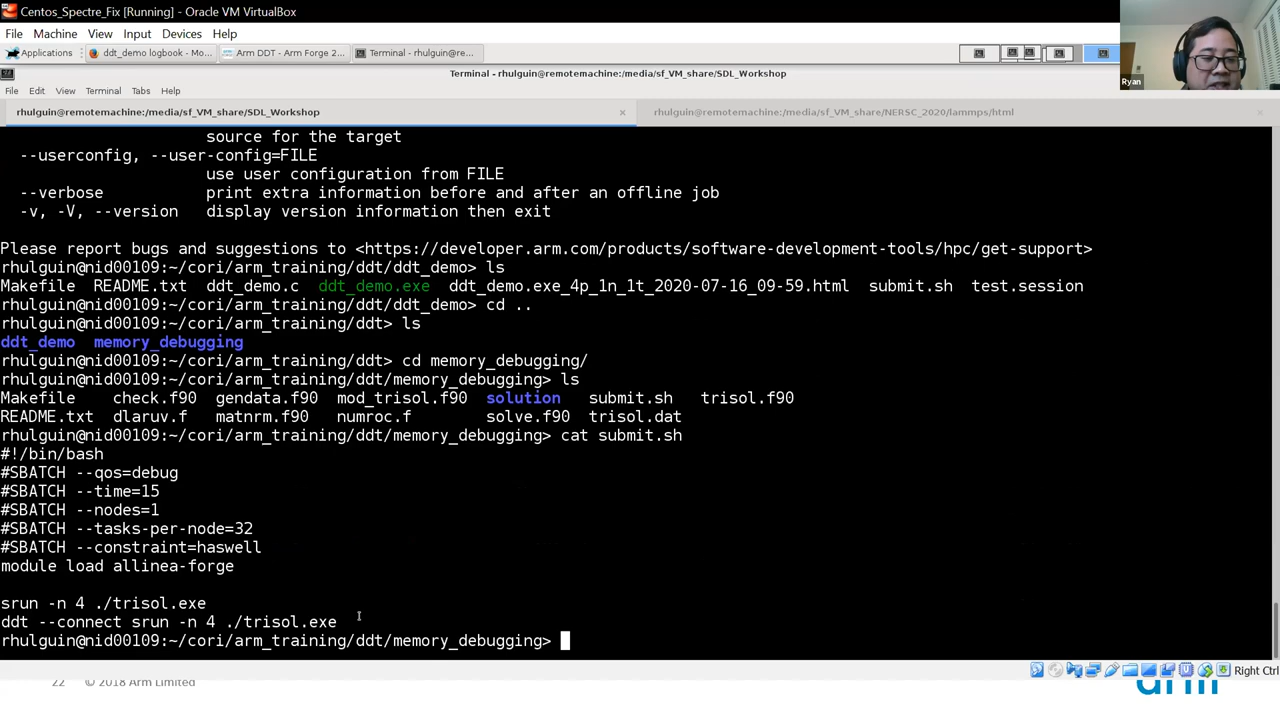 Centos_Spectre_Fix [Running] - Oracle VM VirtualBox
File Machine View Input Devices Help
Applications ddt_demo logbook - Mo... Arm DDT - Arm Forge 2... Terminal - rhulguin@re...
Ryan
Terminal - rhulguin@remotemachine:/media/sf_VM_share/SDL_Workshop
File Edit View Terminal Tabs Help
rhulguin@remotemachine:/media/sf_VM_share/SDL_Workshop × rhulguin@remotemachine:/media/sf_VM_share/NERSC_2020/lammps/html ×
source for the target
--userconfig, --user-config=FILE
use user configuration from FILE
--verbose print extra information before and after an offline job
-v, -V, --version display version information then exit
Please report bugs and suggestions to <https://developer.arm.com/products/software-development-tools/hpc/get-support>
rhulguin@nid00109:~/cori/arm_training/ddt/ddt_demo> ls
Makefile README.txt ddt_demo.c ddt_demo.exe ddt_demo.exe_4p_1n_1t_2020-07-16_09-59.html submit.sh test.session
rhulguin@nid00109:~/cori/arm_training/ddt/ddt_demo> cd ..
rhulguin@nid00109:~/cori/arm_training/ddt> ls
ddt_demo memory_debugging
rhulguin@nid00109:~/cori/arm_training/ddt> cd memory_debugging/
rhulguin@nid00109:~/cori/arm_training/ddt/memory_debugging> ls
Makefile check.f90 gendata.f90 mod_trisol.f90 solution submit.sh trisol.f90
README.txt dlaruv.f matnrm.f90 numroc.f solve.f90 trisol.dat
rhulguin@nid00109:~/cori/arm_training/ddt/memory_debugging> cat submit.sh
#!/bin/bash
#SBATCH --qos=debug
#SBATCH --time=15
#SBATCH --nodes=1
#SBATCH --tasks-per-node=32
#SBATCH --constraint=haswell
module load allinea-forge
srun -n 4 ./trisol.exe
ddt --connect srun -n 4 ./trisol.exe
rhulguin@nid00109:~/cori/arm_training/ddt/memory_debugging>
Right Ctrl
22 © 2018 Arm Limited
arm